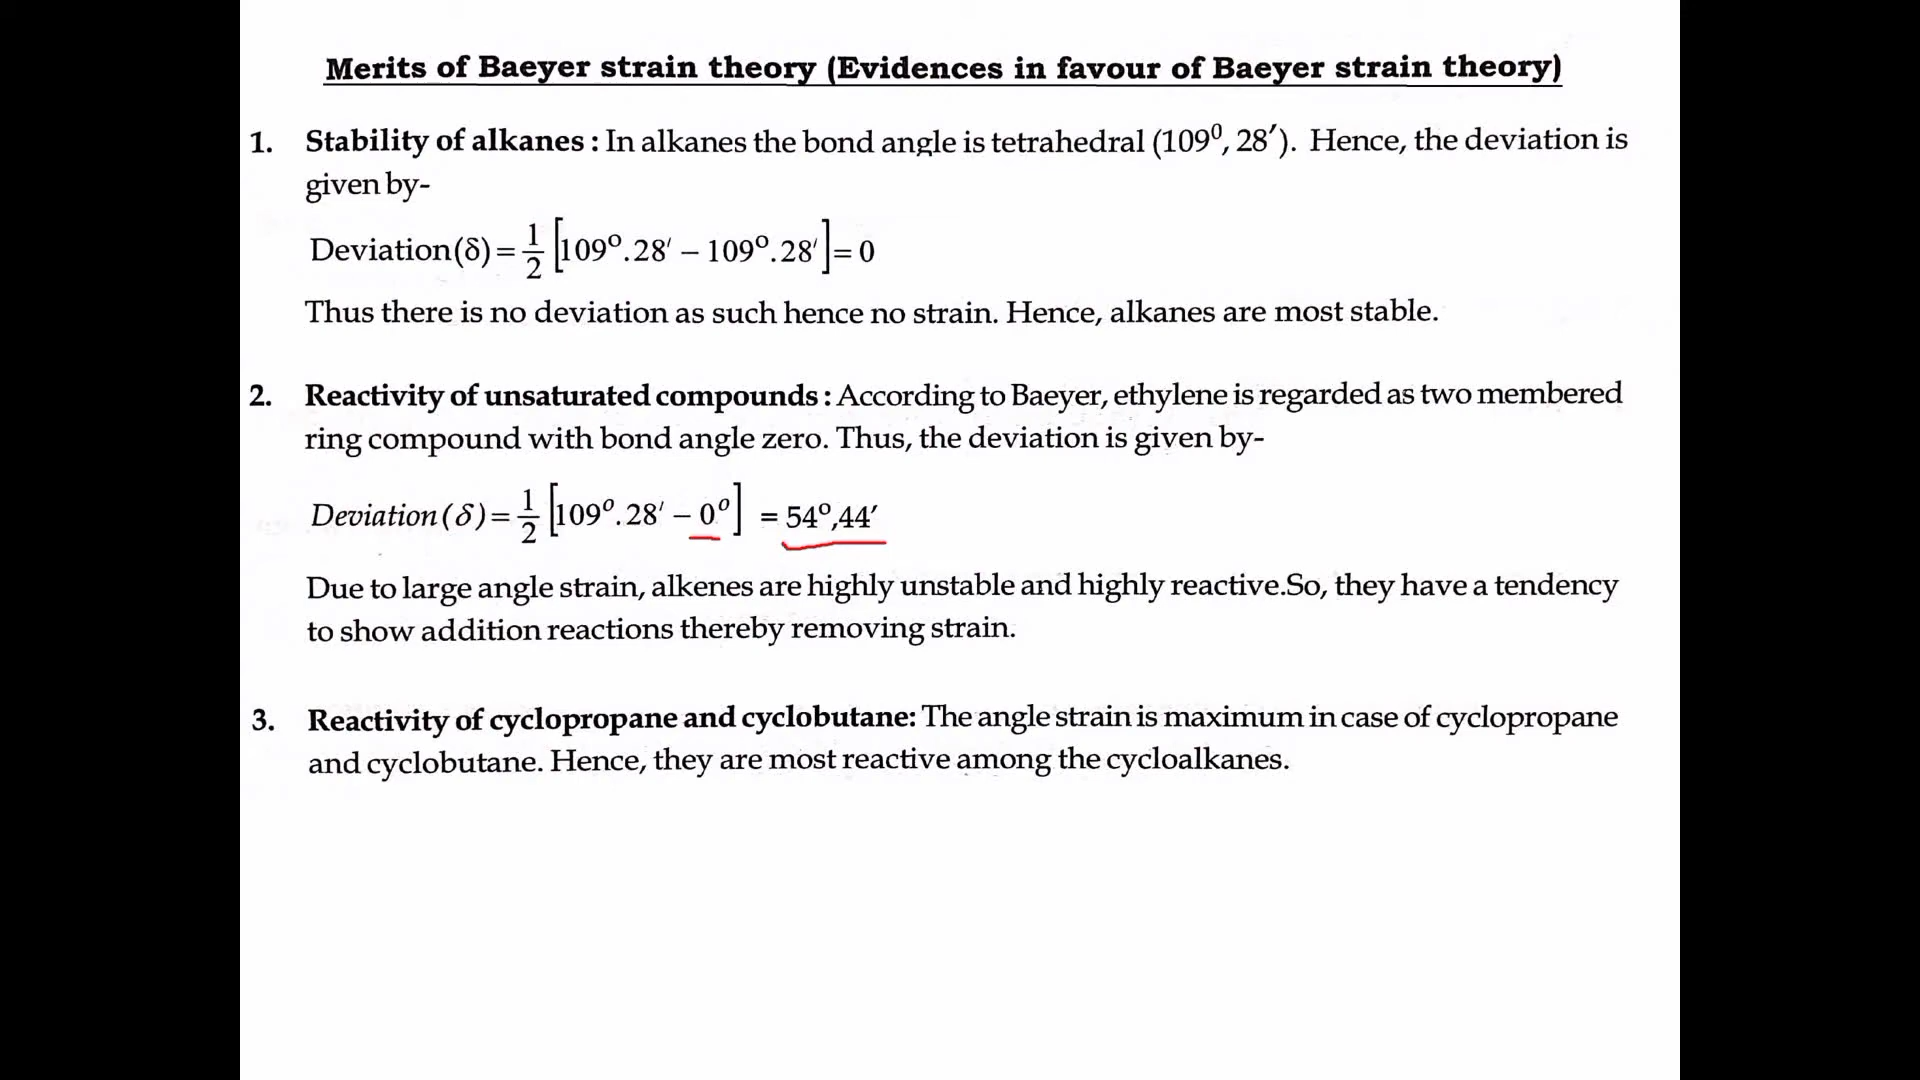 Merits of Baeyer strain theory (Evidences in favour of Baeyer strain theory)
1. Stability of alkanes : In alkanes the bond angle is tetrahedral (109⁰, 28′). Hence, the deviation is
given by-
Deviation(δ) = 1/2 [109º.28′ − 109º.28′] = 0
Thus there is no deviation as such hence no strain. Hence, alkanes are most stable.
2. Reactivity of unsaturated compounds : According to Baeyer, ethylene is regarded as two membered
ring compound with bond angle zero. Thus, the deviation is given by-
Deviation(δ) = 1/2 [109º.28′ − 0º] = 54º,44′
Due to large angle strain, alkenes are highly unstable and highly reactive.So, they have a tendency
to show addition reactions thereby removing strain.
3. Reactivity of cyclopropane and cyclobutane: The angle strain is maximum in case of cyclopropane
and cyclobutane. Hence, they are most reactive among the cycloalkanes.